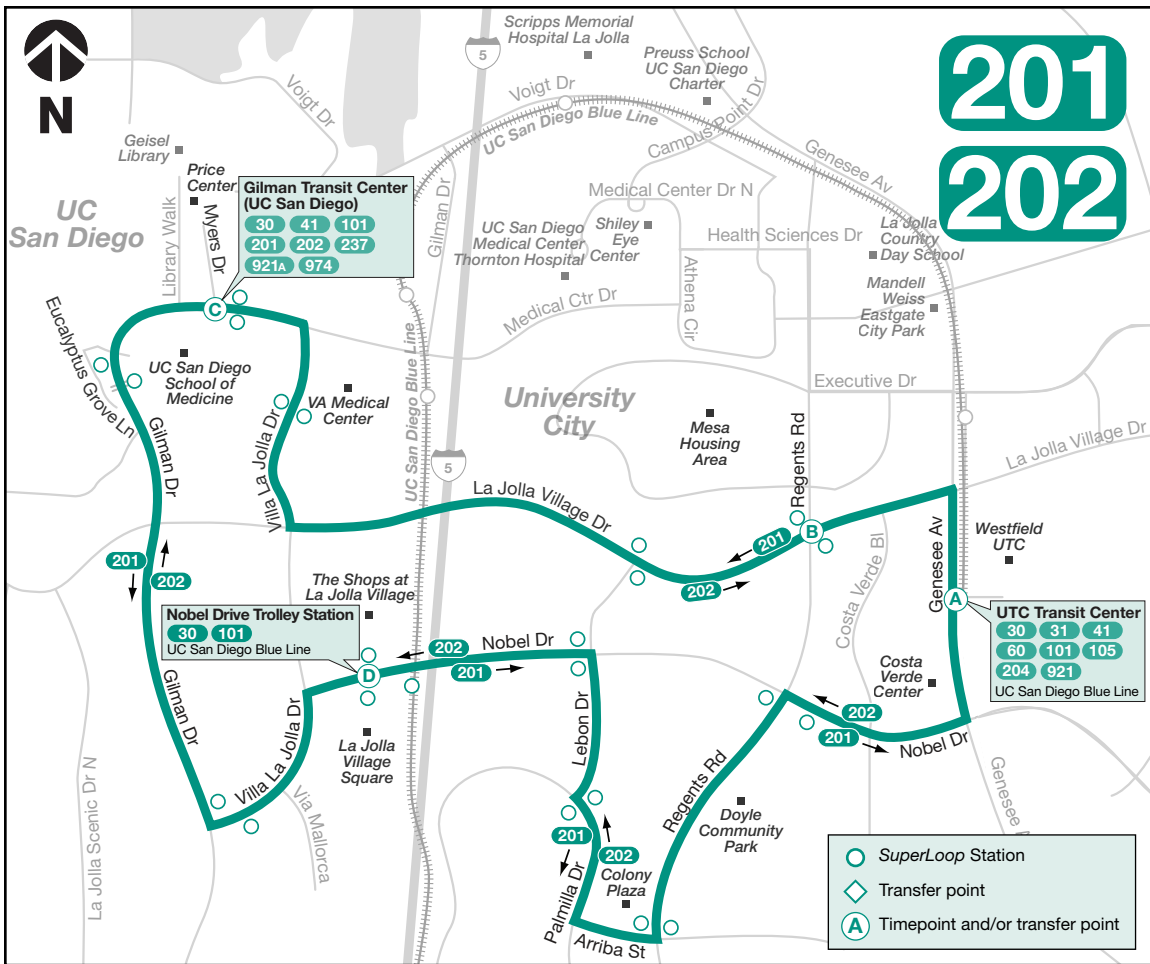 N
201
202
Scripps Memorial
Hospital La Jolla
Preuss School
UC San Diego
Charter
5
Voigt Dr
Voigt Dr
UC San Diego Blue Line
Campus Point Dr
Genesee Av
Geisel
Library
Price
Center
UC
San Diego
Library Walk
Myers Dr
Gilman Transit Center
(UC San Diego)
30 41 101
201 202 237
921A 974
Gilman Dr
Medical Center Dr N
UC San Diego
Medical Center
Thornton Hospital
Shiley
Eye
Center
Health Sciences Dr
La Jolla
Country
Day School
Athena Cir
Medical Ctr Dr
Mandell
Weiss
Eastgate
City Park
C
Eucalyptus Grove Ln
UC San Diego
School of
Medicine
VA Medical
Center
UC San Diego Blue Line
University
City
Executive Dr
Mesa
Housing
Area
Regents Rd
La Jolla Village Dr
Gilman Dr
Villa La Jolla Dr
5
La Jolla Village Dr
B
201
202
Westfield
UTC
Costa Verde Bl
Genesee Av
A
UTC Transit Center
30 31 41
60 101 105
204 921
UC San Diego Blue Line
201
202
The Shops at
La Jolla Village
Nobel Drive Trolley Station
30 101
UC San Diego Blue Line
D
202
201
Nobel Dr
Costa
Verde
Center
202
201
Nobel Dr
Gilman Dr
Villa La Jolla Dr
La Jolla
Village
Square
Lebon Dr
Regents Rd
Via Mallorca
La Jolla Scenic Dr N
Doyle
Community
Park
201
202
Colony
Plaza
Palmilla Dr
Arriba St
Genesee
SuperLoop Station
Transfer point
A Timepoint and/or transfer point